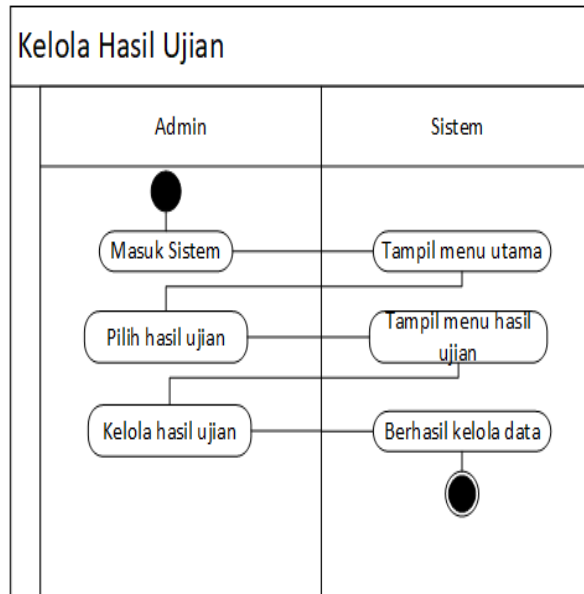 Kelola Hasil Ujian
Admin
Sistem
Masuk Sistem
Tampil menu utama
Pilih hasil ujian
Tampil menu hasil
ujian
Kelola hasil ujian
Berhasil kelola data